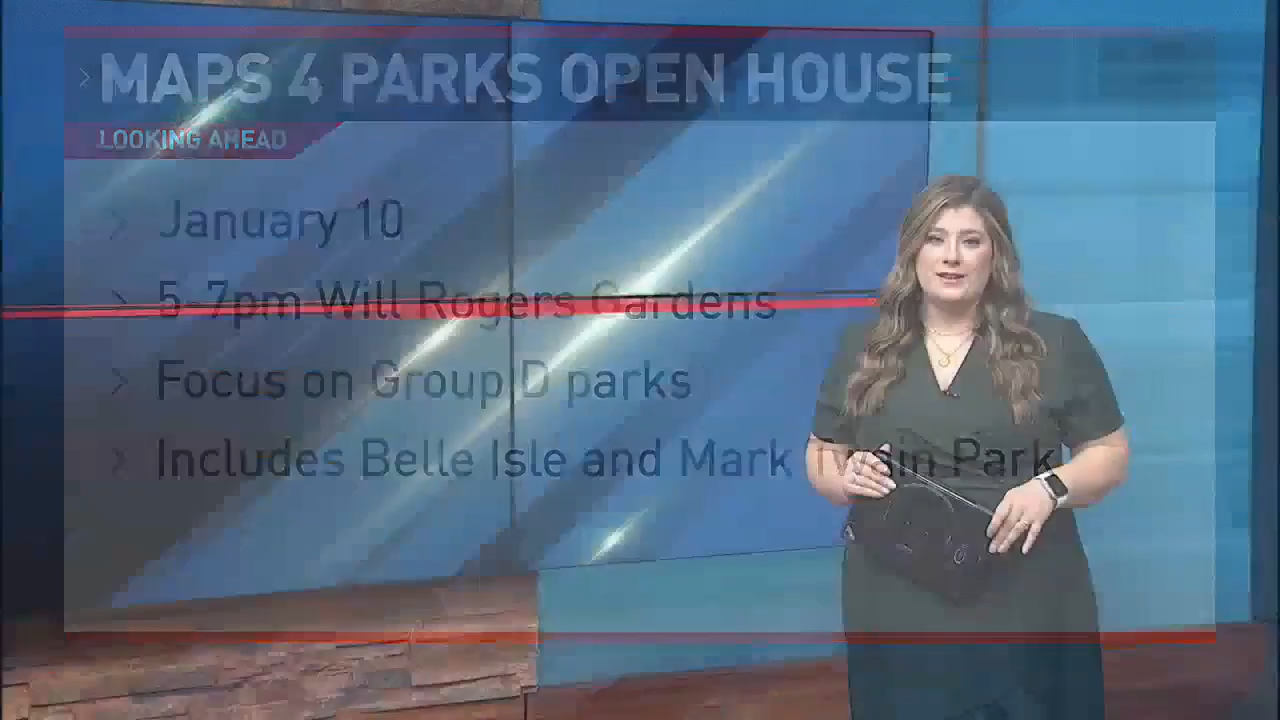 MAPS 4 PARKS OPEN HOUSE
LOOKING AHEAD
January 10
5-7pm Will Rogers Gardens
Focus on Group D parks
Includes Belle Isle and Mark Twain Park